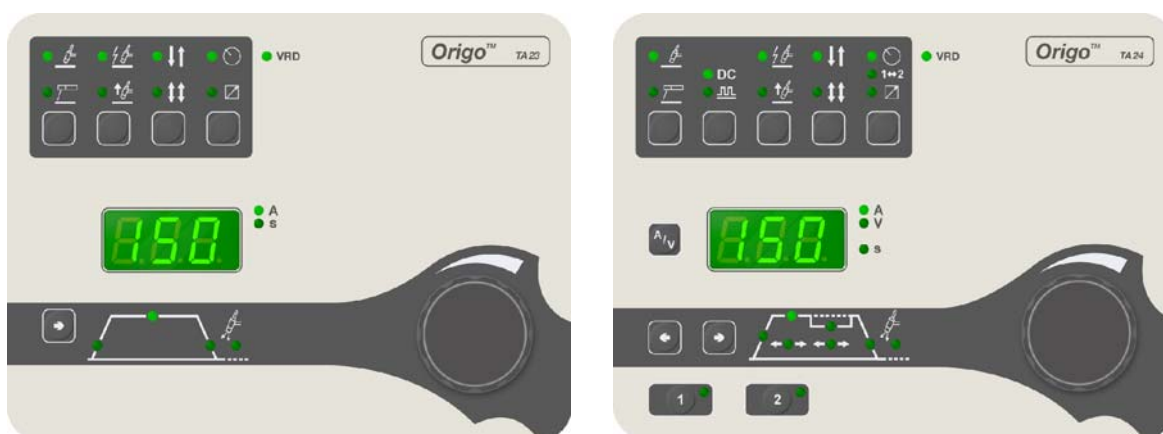 VRD
Origo™ TA23
150
A
s
VRD
Origo™ TA24
DC
1↔2
A/V
150
A
V
s
1
2